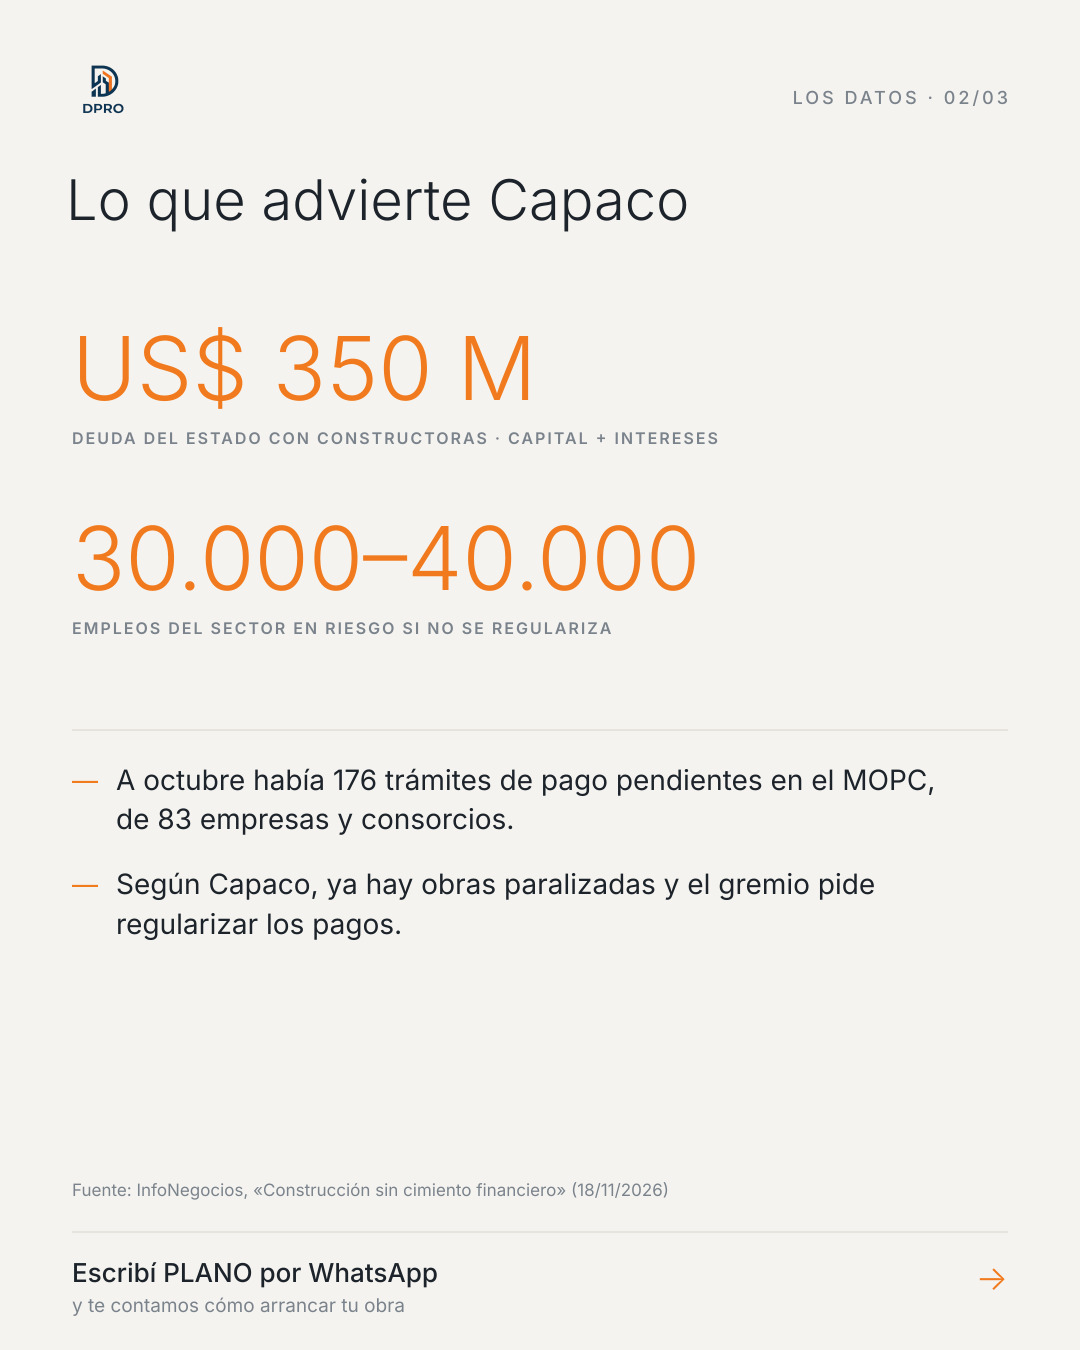 DPRO
LOS DATOS · 02/03
Lo que advierte Capaco
US$ 350 M
DEUDA DEL ESTADO CON CONSTRUCTORAS · CAPITAL + INTERESES
30.000–40.000
EMPLEOS DEL SECTOR EN RIESGO SI NO SE REGULARIZA
— A octubre había 176 trámites de pago pendientes en el MOPC,
de 83 empresas y consorcios.
— Según Capaco, ya hay obras paralizadas y el gremio pide
regularizar los pagos.
Fuente: InfoNegocios, «Construcción sin cimiento financiero» (18/11/2026)
Escribí PLANO por WhatsApp
y te contamos cómo arrancar tu obra